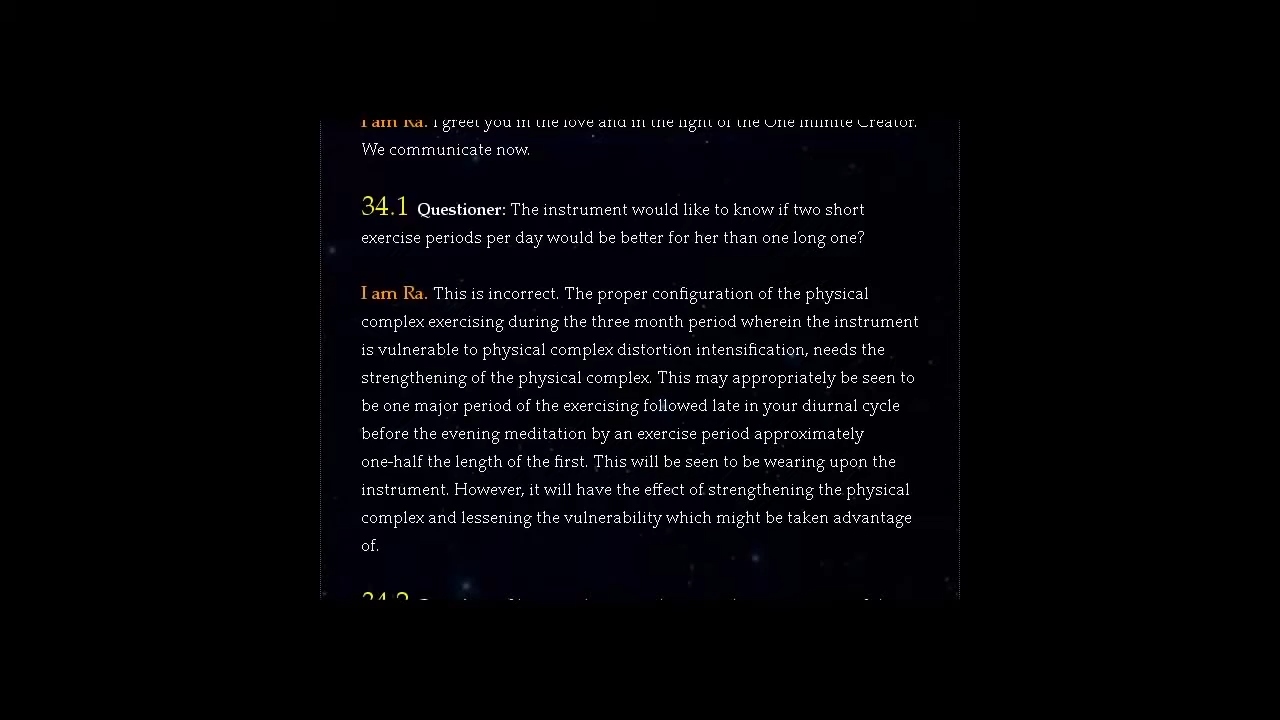 I am Ra. I greet you in the love and in the light of the One Infinite Creator.
We communicate now.
34.1 Questioner: The instrument would like to know if two short
exercise periods per day would be better for her than one long one?
I am Ra. This is incorrect. The proper configuration of the physical
complex exercising during the three month period wherein the instrument
is vulnerable to physical complex distortion intensification, needs the
strengthening of the physical complex. This may appropriately be seen to
be one major period of the exercising followed late in your diurnal cycle
before the evening meditation by an exercise period approximately
one-half the length of the first. This will be seen to be wearing upon the
instrument. However, it will have the effect of strengthening the physical
complex and lessening the vulnerability which might be taken advantage
of.
34.2